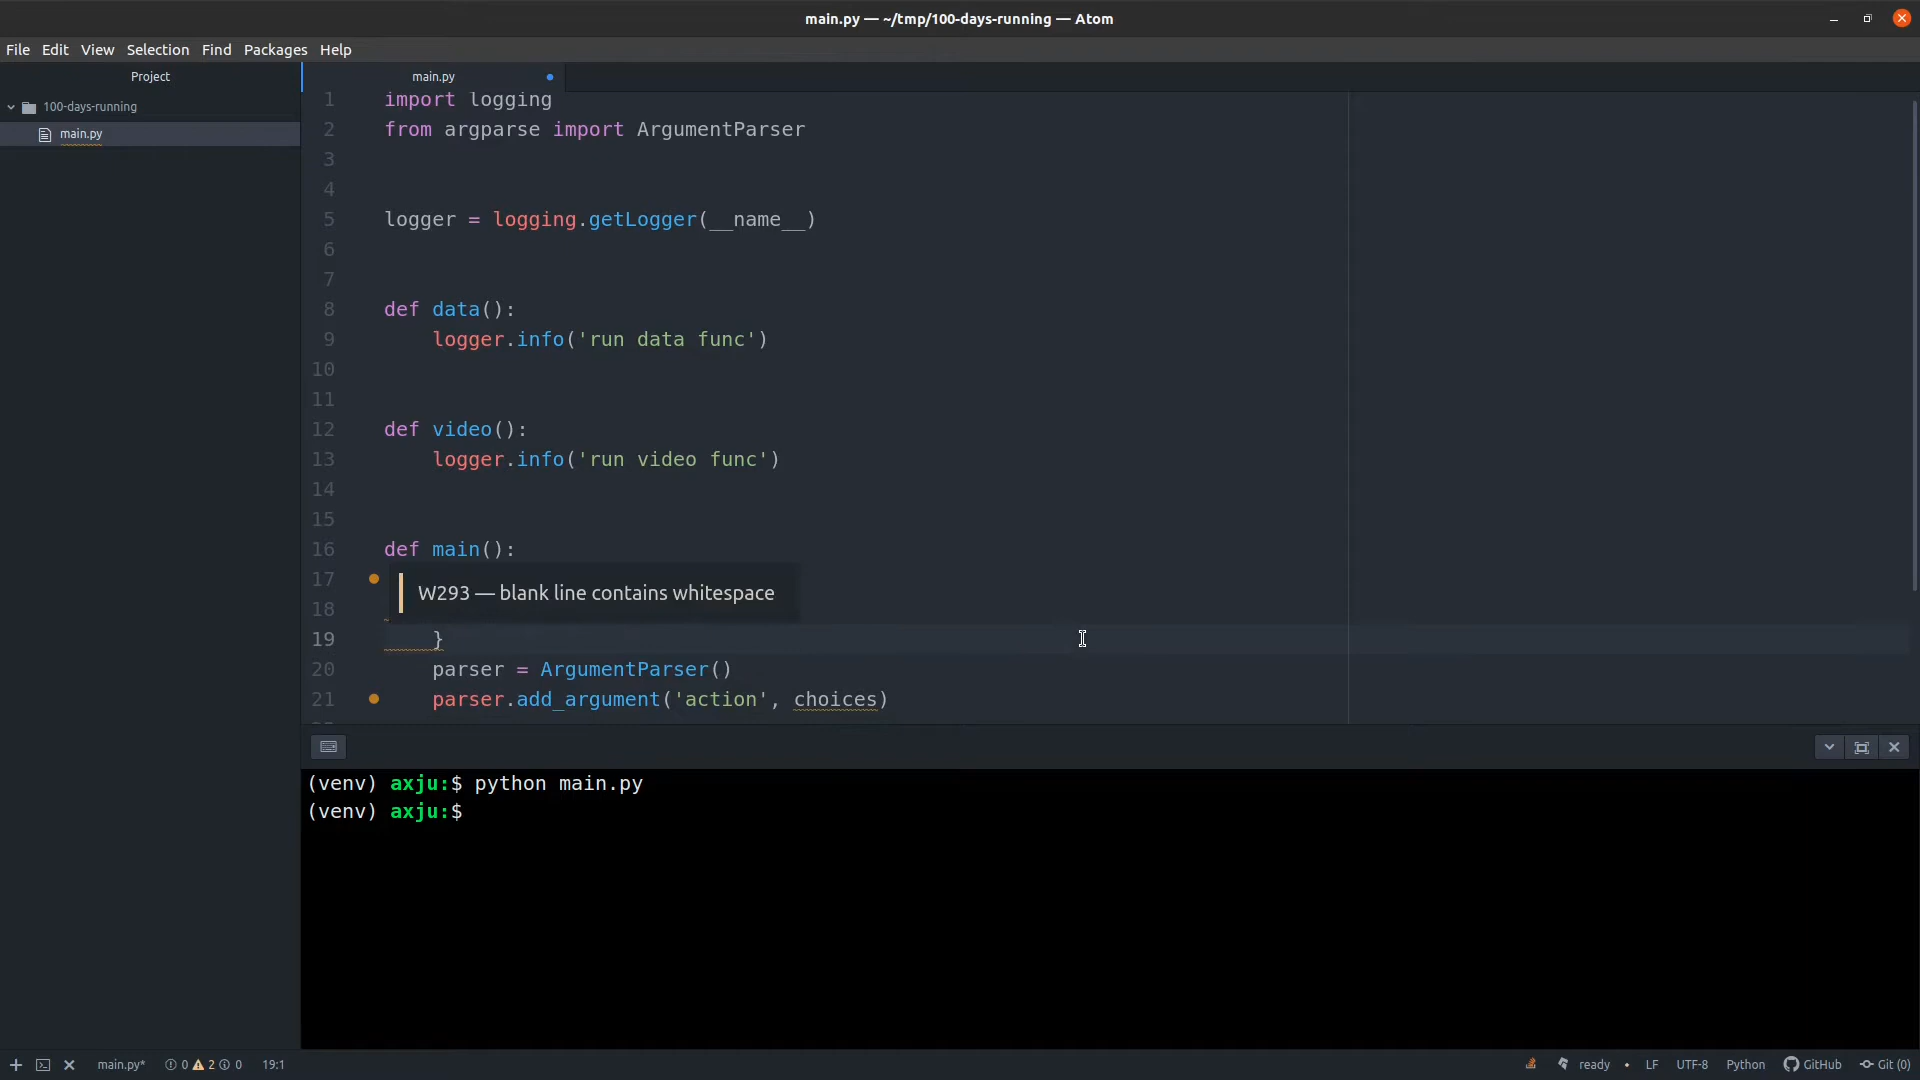 main.py — ~/tmp/100-days-running — Atom
File Edit View Selection Find Packages Help
Project
100-days-running
main.py
main.py
1 import logging
2 from argparse import ArgumentParser
3
4
5 logger = logging.getLogger(__name__)
6
7
8 def data():
9 logger.info('run data func')
10
11
12 def video():
13 logger.info('run video func')
14
15
16 def main():
17
W293 — blank line contains whitespace
18
19 }
20 parser = ArgumentParser()
21 parser.add_argument('action', choices)
(venv) axju:$ python main.py
(venv) axju:$
main.py* 0 2 0 19:1 ready LF UTF-8 Python GitHub Git (0)